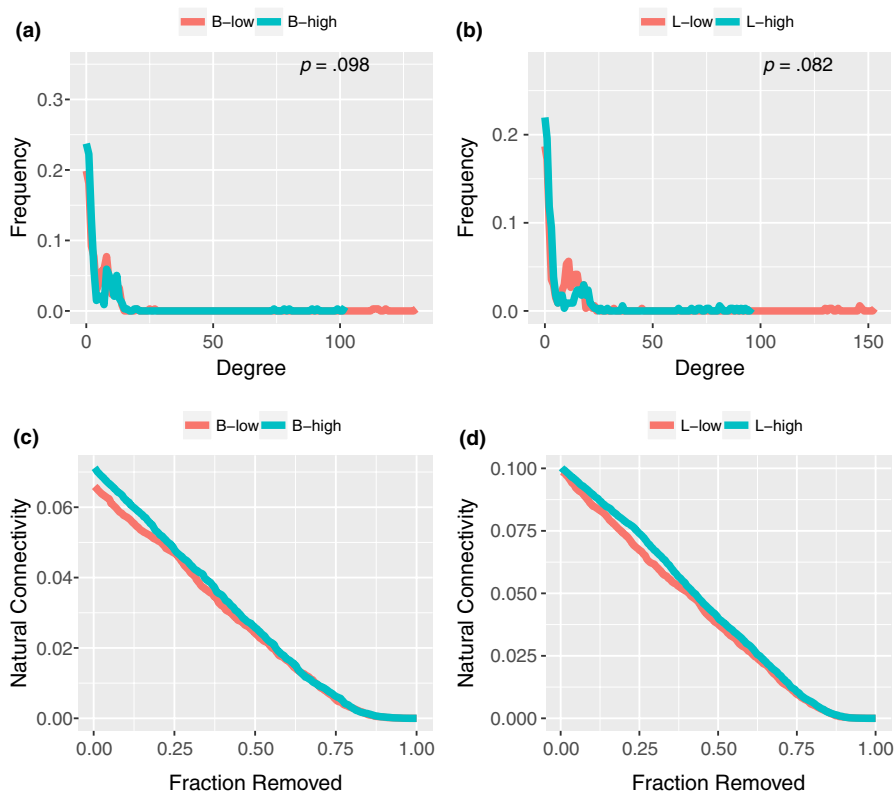 (a)
B−low B−high
p = .098
0.3
0.2
0.1
0.0
Frequency
0 50 100
Degree
(b)
L−low L−high
p = .082
0.2
0.1
0.0
Frequency
0 50 100 150
Degree
(c)
B−low B−high
0.06
0.04
0.02
0.00
Natural Connectivity
0.00 0.25 0.50 0.75 1.00
Fraction Removed
(d)
L−low L−high
0.100
0.075
0.050
0.025
0.000
Natural Connectivity
0.00 0.25 0.50 0.75 1.00
Fraction Removed